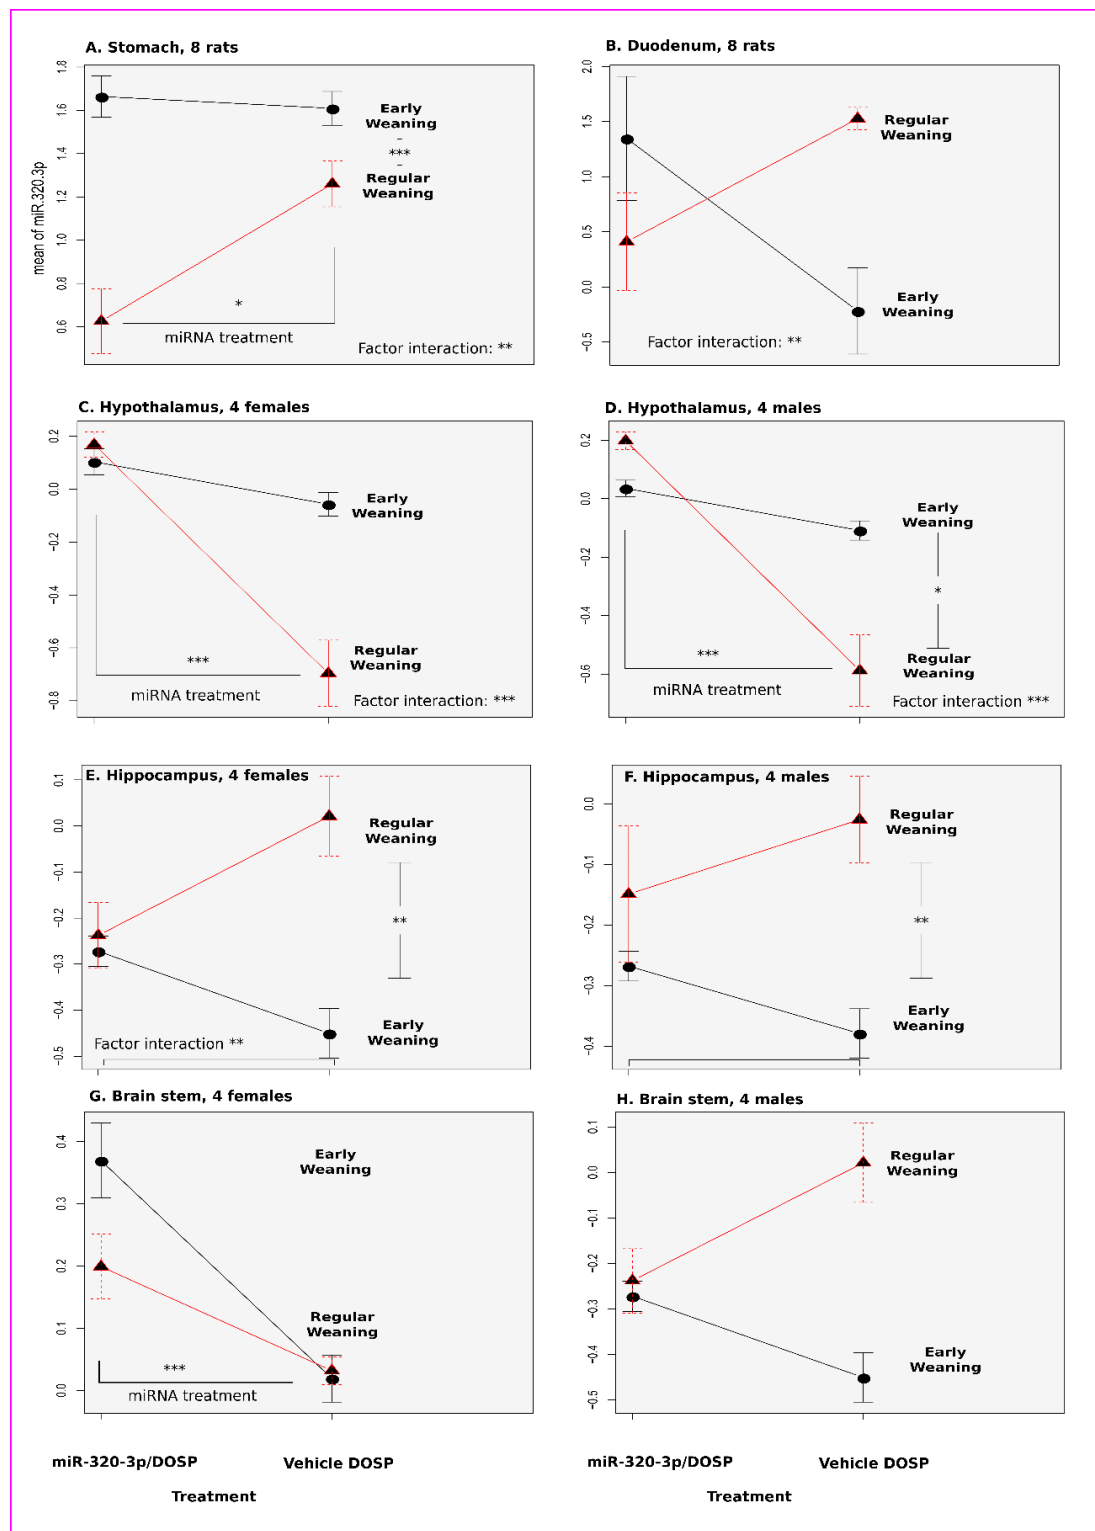 A. Stomach, 8 rats
mean of miR.320.3p
1.8
1.6
1.4
1.2
1.0
0.8
0.6
Early
Weaning
***
Regular
Weaning
*
miRNA treatment
Factor interaction: **
B. Duodenum, 8 rats
2.0
1.5
1.0
0.5
0.0
−0.5
Regular
Weaning
Early
Weaning
Factor interaction: **
C. Hypothalamus, 4 females
0.2
0.0
−0.2
−0.4
−0.6
−0.8
Early
Weaning
Regular
Weaning
***
miRNA treatment
Factor interaction: ***
D. Hypothalamus, 4 males
0.2
0.0
−0.2
−0.4
−0.6
Early
Weaning
*
Regular
Weaning
***
miRNA treatment
Factor interaction ***
E. Hippocampus, 4 females
0.1
0.0
−0.1
−0.2
−0.3
−0.4
−0.5
Regular
Weaning
**
Early
Weaning
Factor interaction **
F. Hippocampus, 4 males
0.0
−0.1
−0.2
−0.3
−0.4
Regular
Weaning
**
Early
Weaning
G. Brain stem, 4 females
0.4
0.3
0.2
0.1
0.0
Early
Weaning
Regular
Weaning
***
miRNA treatment
H. Brain stem, 4 males
0.1
0.0
−0.1
−0.2
−0.3
−0.4
−0.5
Regular
Weaning
Early
Weaning
miR-320-3p/DOSP Vehicle DOSP
Treatment
miR-320-3p/DOSP Vehicle DOSP
Treatment